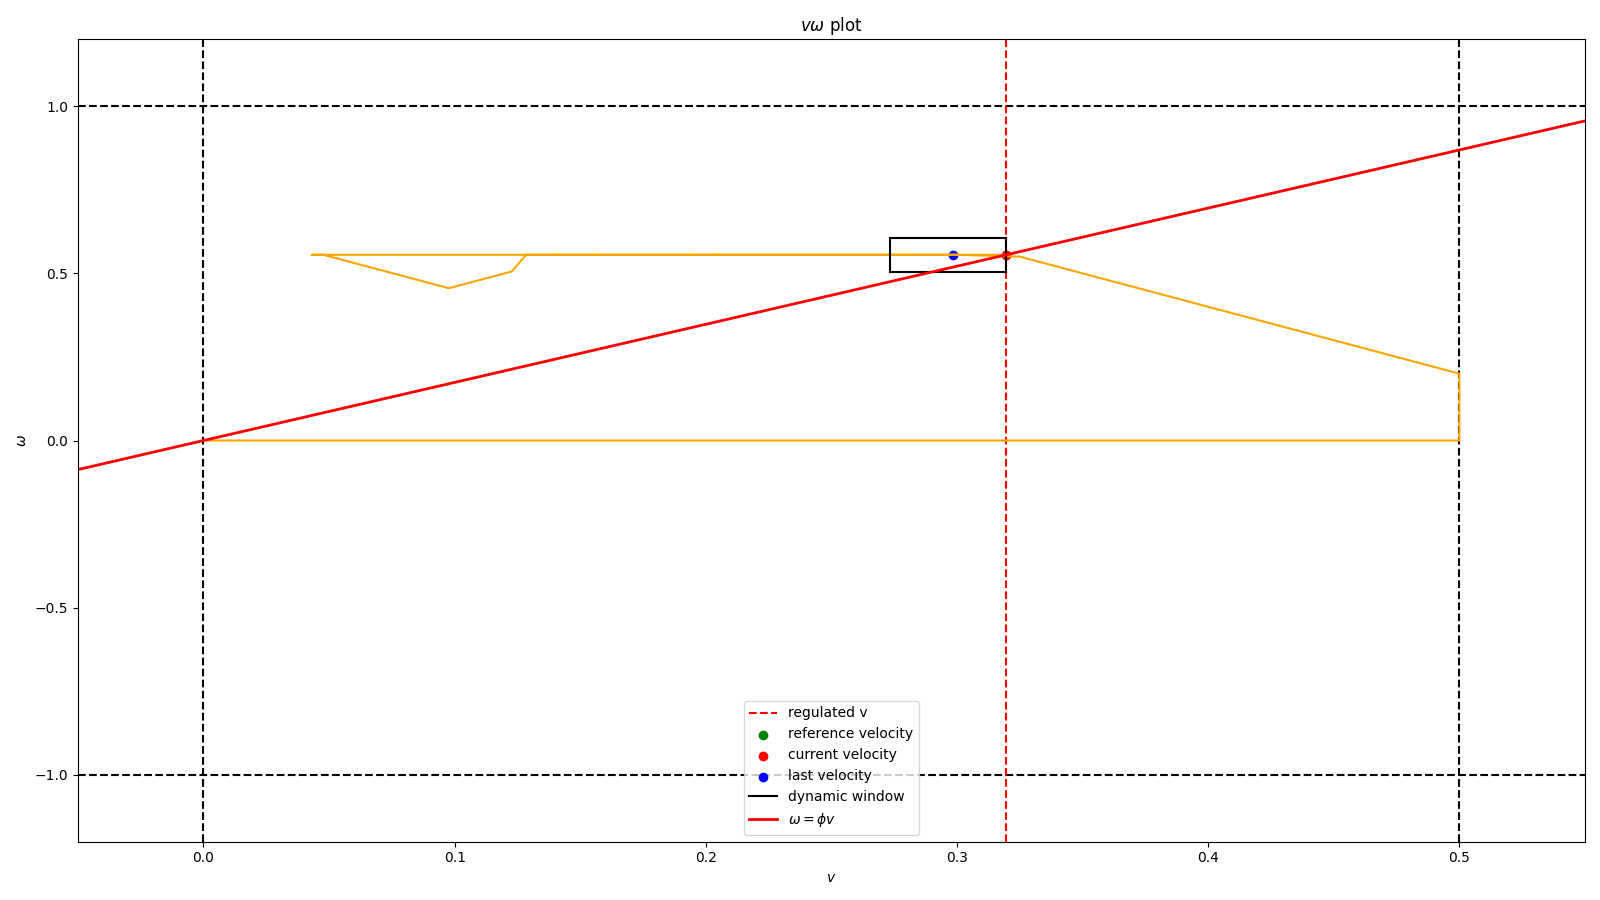 vω plot
ω
1.0
0.5
0.0
−0.5
−1.0
0.0 0.1 0.2 0.3 0.4 0.5
v
regulated v
reference velocity
current velocity
last velocity
dynamic window
ω = ϕv